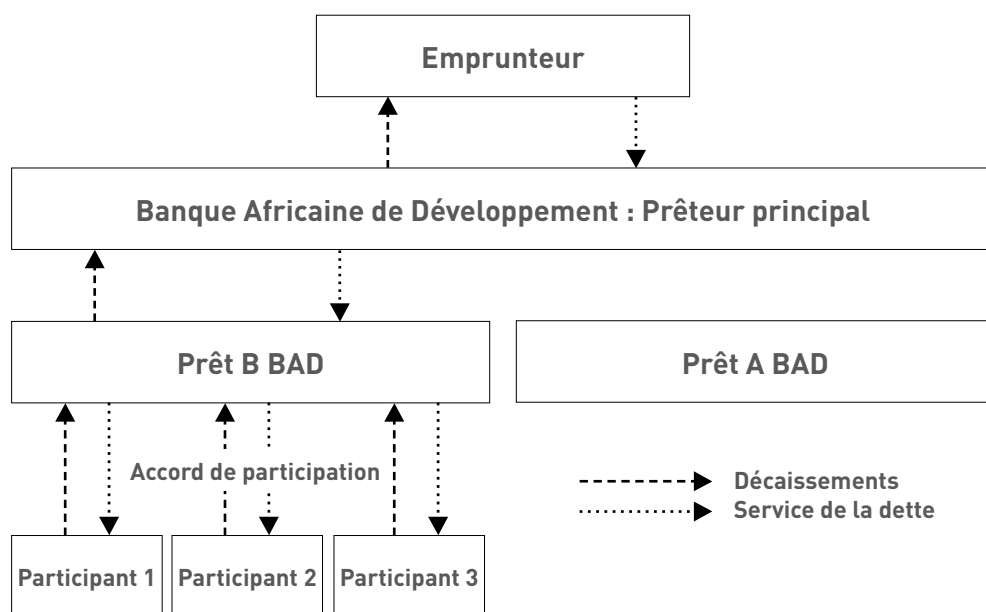 Emprunteur
Banque Africaine de Développement : Prêteur principal
Prêt B BAD
Prêt A BAD
Accord de participation
Décaissements
Service de la dette
Participant 1
Participant 2
Participant 3